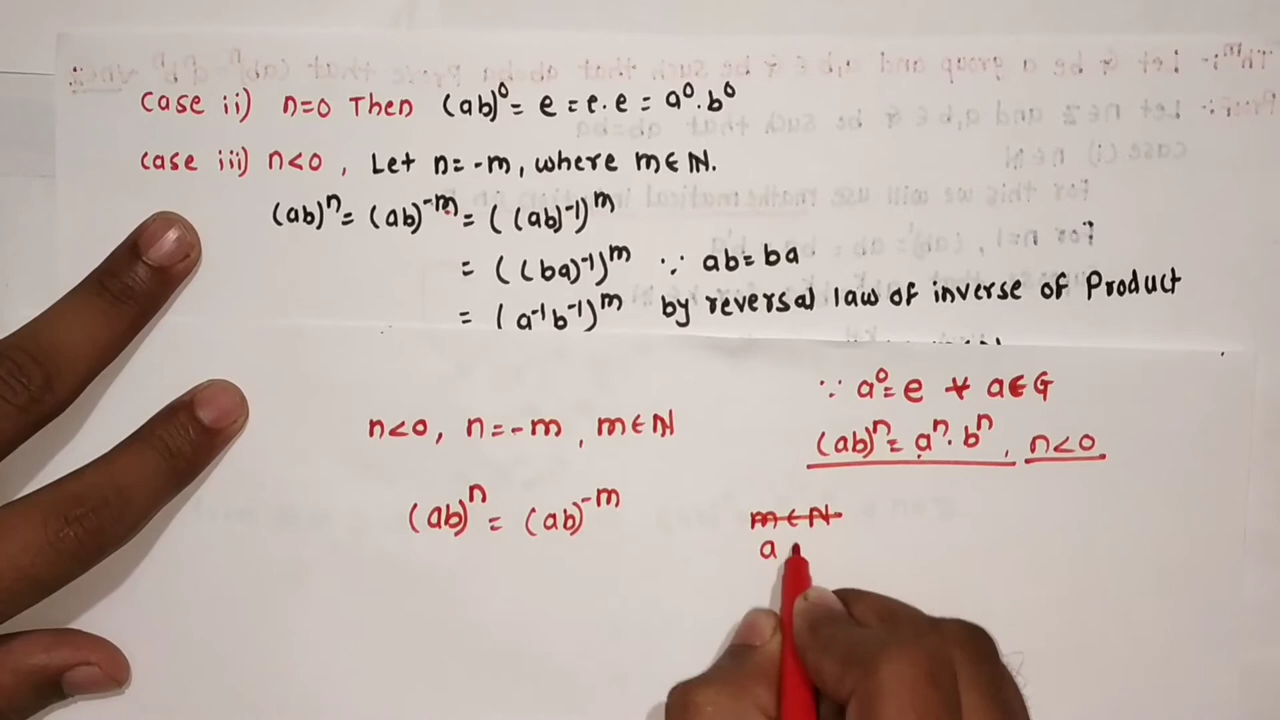 case ii) n=0 Then (ab)⁰ = e = e.e = a⁰.b⁰
case iii) n<0, Let n=-m, where m∈N.
(ab)ⁿ = (ab)⁻ᵐ = ((ab)⁻¹)ᵐ
= ((ba)⁻¹)ᵐ ∵ ab=ba
= (a⁻¹b⁻¹)ᵐ by reversal law of inverse of Product
∵ a⁰=e ∀ a∈G
n<0, n=-m, m∈N
(ab)ⁿ = aⁿ.bⁿ, n<0
(ab)ⁿ = (ab)⁻ᵐ
m∈N
a